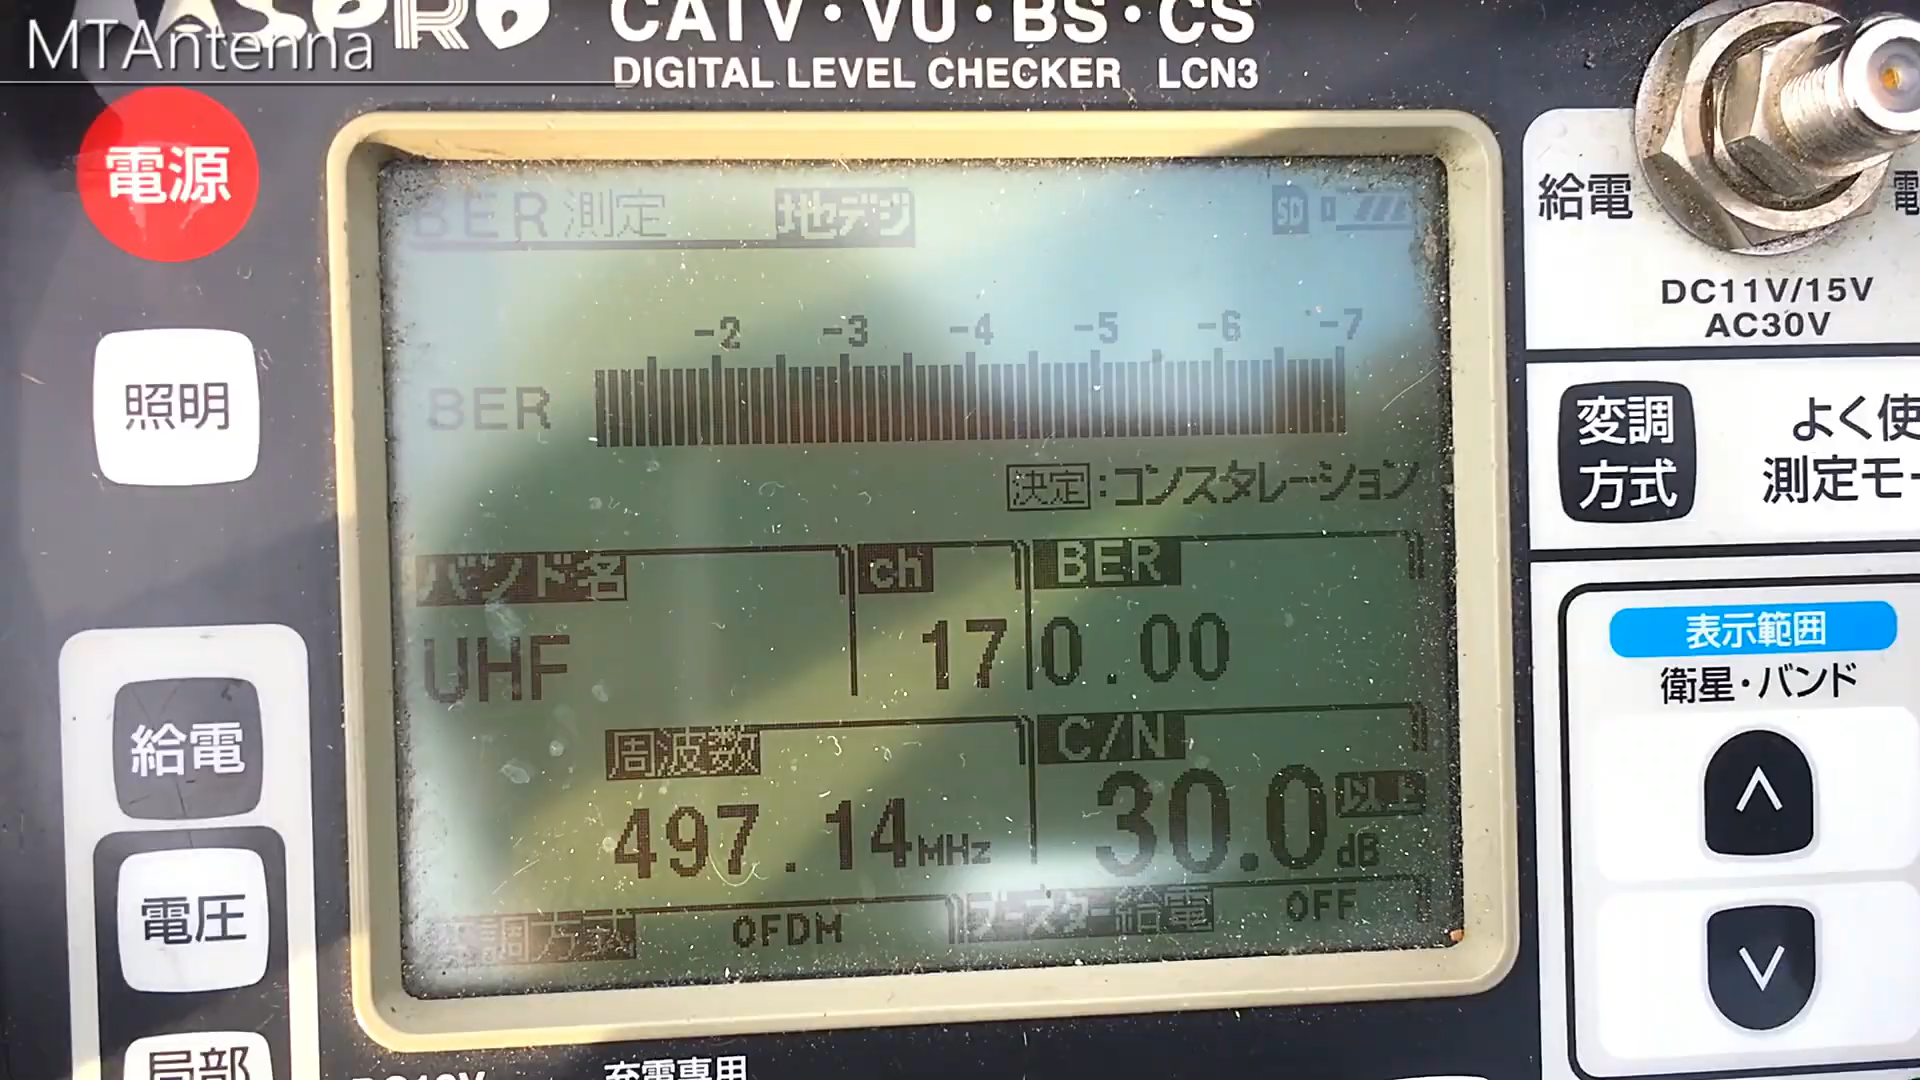 MTAntenna
CATV・VU・BS・CS
DIGITAL LEVEL CHECKER LCN3
電源
照明
給電
電圧
局部
BER測定 地デジ SD
-2 -3 -4 -5 -6 -7
BER
決定:コンスタレーション
バンド名 ch BER
UHF 17 0.00
周波数 C/N
497.14MHz 30.0dB以上
変調方式 OFDM ブースター給電 OFF
充電専用
給電
DC11V/15V
AC30V
変調
方式
よく使
測定モー
表示範囲
衛星・バンド